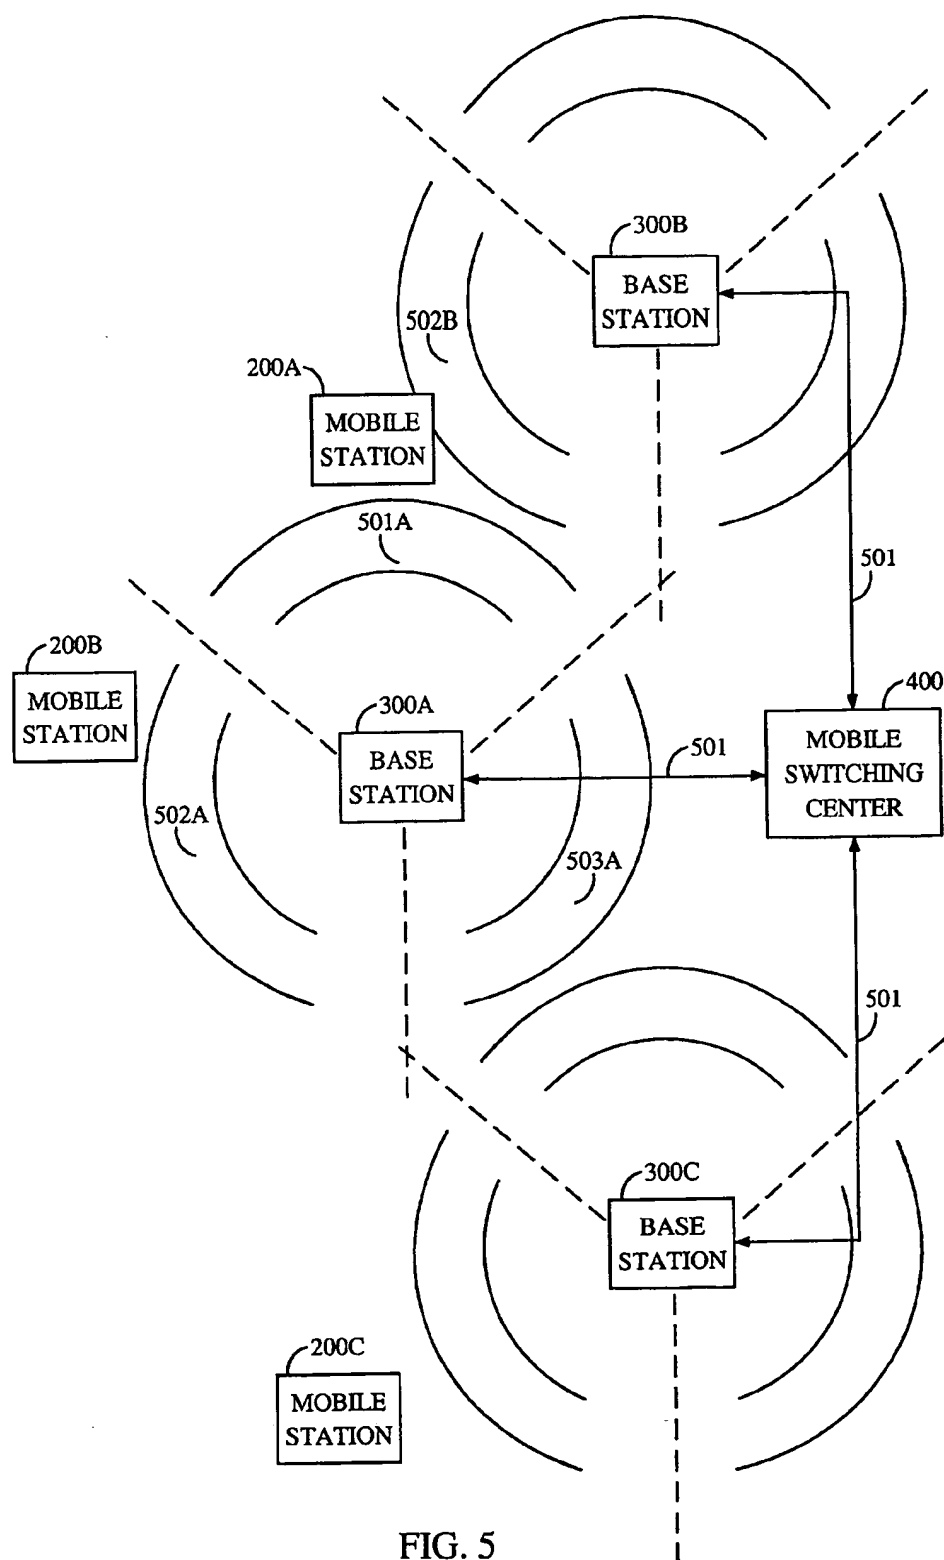 300B
BASE
STATION
502B
200A
MOBILE
STATION
501A
501
200B
MOBILE
STATION
300A
BASE
STATION
501
400
MOBILE
SWITCHING
CENTER
502A
503A
501
300C
BASE
STATION
200C
MOBILE
STATION
FIG. 5